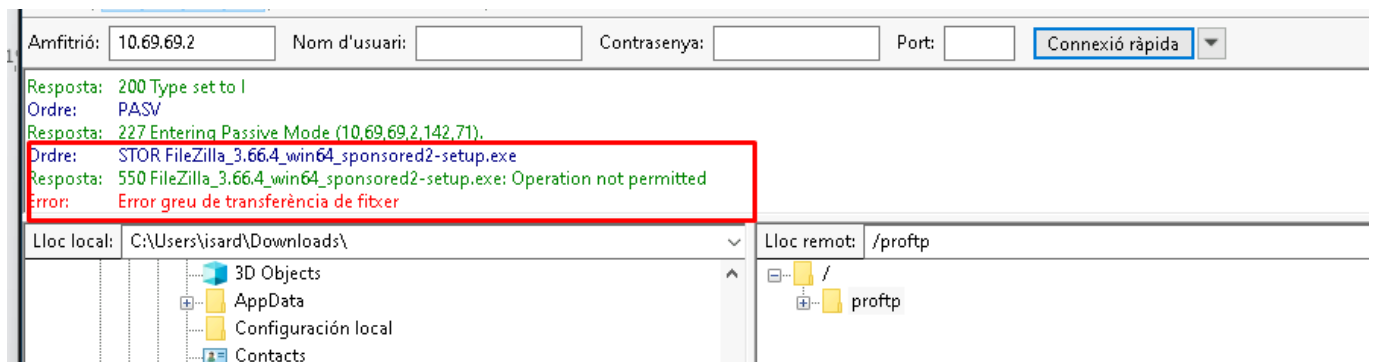 Amfitrió: 10.69.69.2 Nom d'usuari: Contrasenya: Port: Connexió ràpida
Resposta: 200 Type set to I
Ordre: PASV
Resposta: 227 Entering Passive Mode (10,69,69,2,142,71).
Ordre: STOR FileZilla_3.66.4_win64_sponsored2-setup.exe
Resposta: 550 FileZilla_3.66.4_win64_sponsored2-setup.exe: Operation not permitted
Error: Error greu de transferència de fitxer
Lloc local: C:\Users\isard\Downloads\ Lloc remot: /proftp
3D Objects /
AppData proftp
Configuración local
Contacts